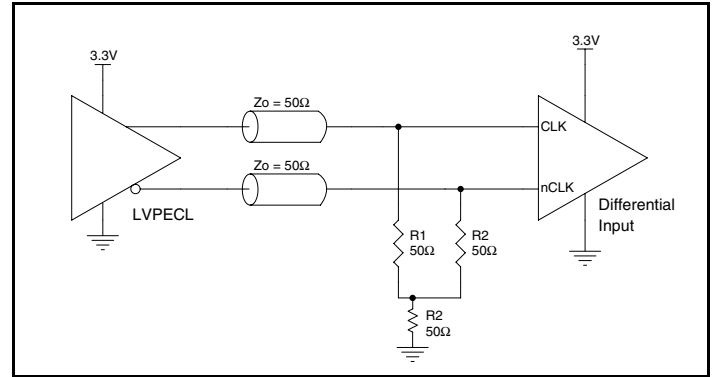 3.3V
3.3V
Zo = 50Ω
CLK
Zo = 50Ω
nCLK
LVPECL
Differential
Input
R1
50Ω
R2
50Ω
R2
50Ω